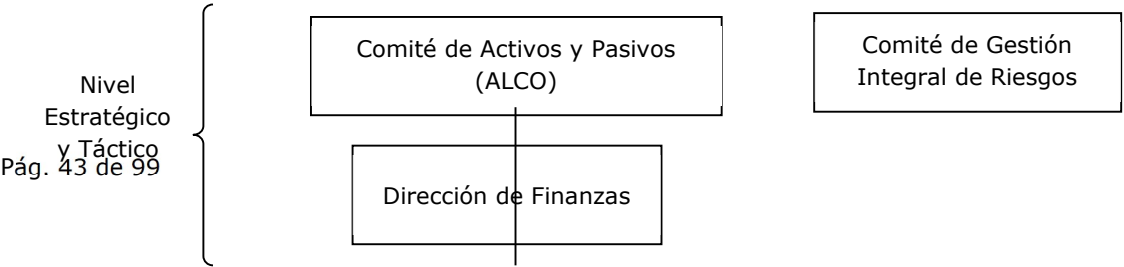 Comité de Activos y Pasivos
(ALCO)
Comité de Gestión
Integral de Riesgos
Nivel
Estratégico
y Táctico
Pág. 43 de 99
Dirección de Finanzas